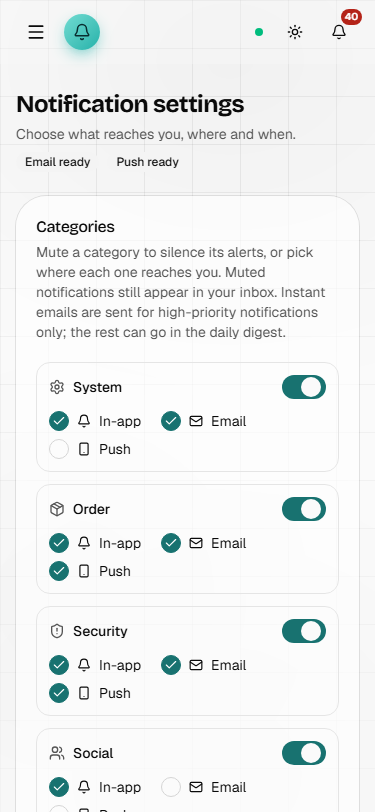 40
Notification settings
Choose what reaches you, where and when.
Email ready Push ready
Categories
Mute a category to silence its alerts, or pick
where each one reaches you. Muted
notifications still appear in your inbox. Instant
emails are sent for high-priority notifications
only; the rest can go in the daily digest.
System
In-app Email
Push
Order
In-app Email
Push
Security
In-app Email
Push
Social
In-app Email